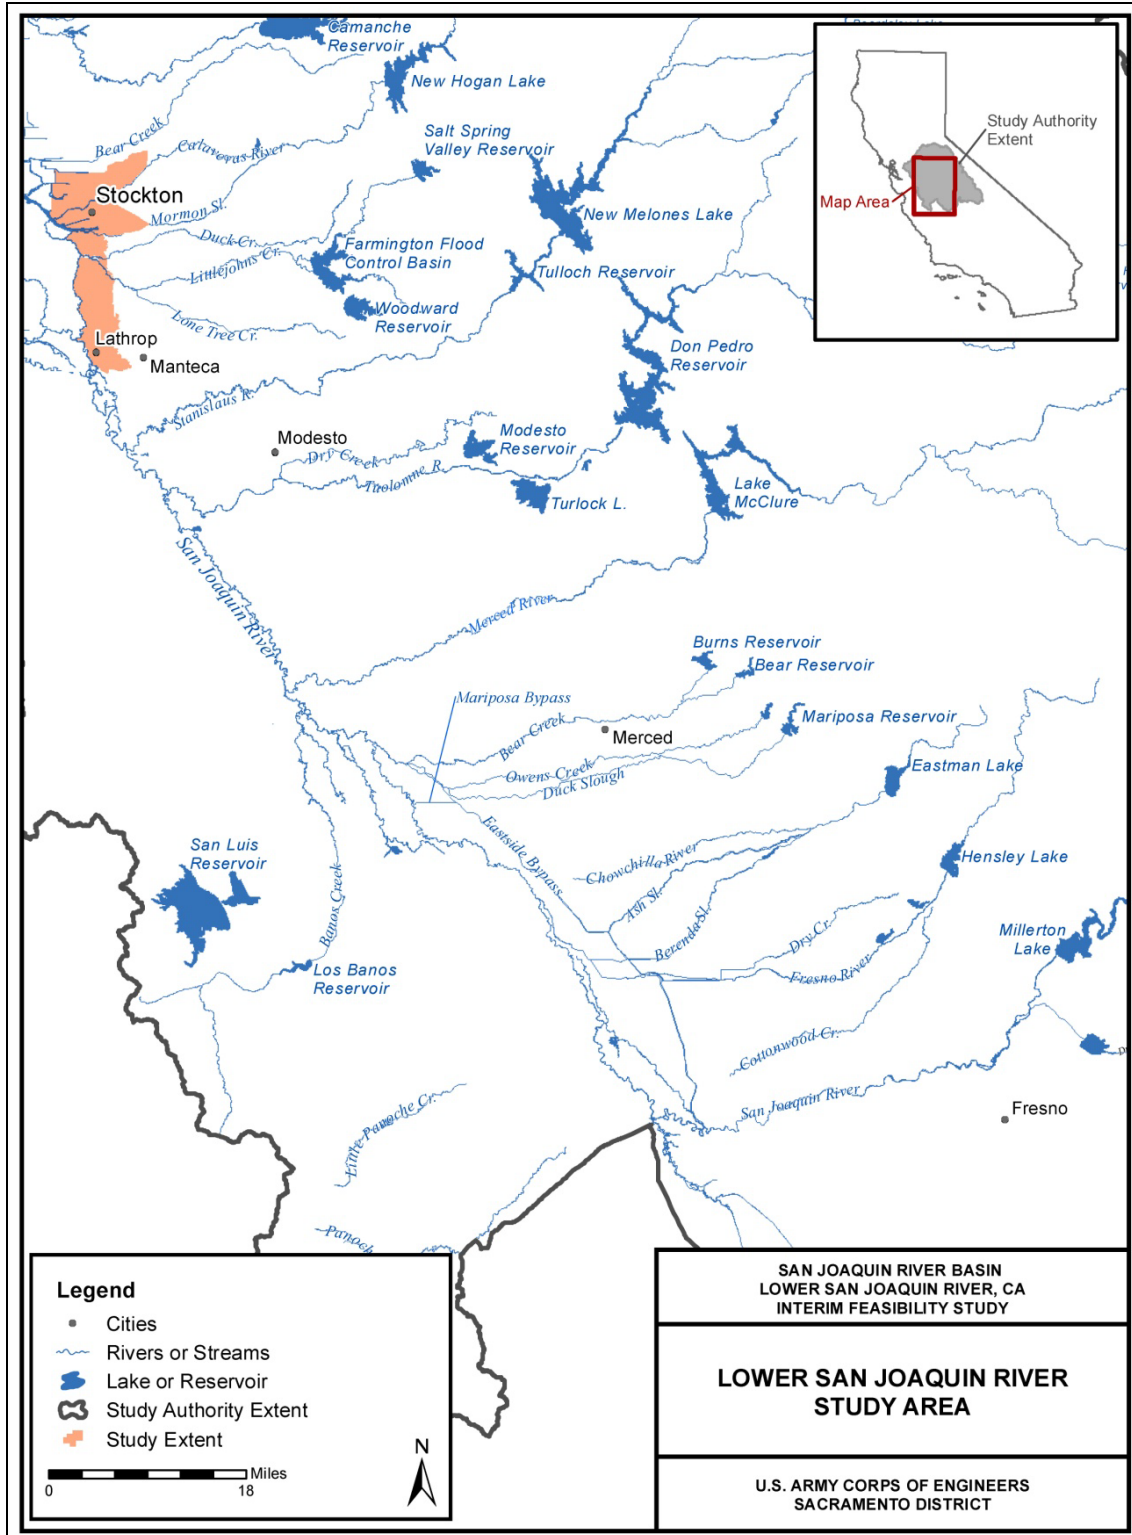 Camanche
Reservoir
New Hogan Lake
Bear Creek
Calaveras River
Salt Spring
Valley Reservoir
Stockton
Mormon Sl.
New Melones Lake
Duck Cr.
Farmington Flood
Control Basin
Littlejohns Cr.
Tulloch Reservoir
Woodward
Reservoir
Lone Tree Cr.
Lathrop
Manteca
Don Pedro
Reservoir
Stanislaus R.
Modesto
Modesto
Reservoir
Dry Creek
Tuolomne R.
Turlock L.
Lake
McClure
San Joaquin River
Merced River
Burns Reservoir
Bear Reservoir
Mariposa Bypass
Mariposa Reservoir
Bear Creek
Merced
Owens Creek
Duck Slough
Eastman Lake
Eastside Bypass
San Luis
Reservoir
Chowchilla River
Hensley Lake
Ash Sl.
Banos Creek
Berenda Sl.
Dry Cr.
Millerton
Lake
Los Banos
Reservoir
Fresno River
Cottonwood Cr.
San Joaquin River
Fresno
Little Panoche Cr.
Panoch
Study Authority
Extent
Map Area
Legend
Cities
Rivers or Streams
Lake or Reservoir
Study Authority Extent
Study Extent
Miles
0 18
N
SAN JOAQUIN RIVER BASIN
LOWER SAN JOAQUIN RIVER, CA
INTERIM FEASIBILITY STUDY
LOWER SAN JOAQUIN RIVER
STUDY AREA
U.S. ARMY CORPS OF ENGINEERS
SACRAMENTO DISTRICT